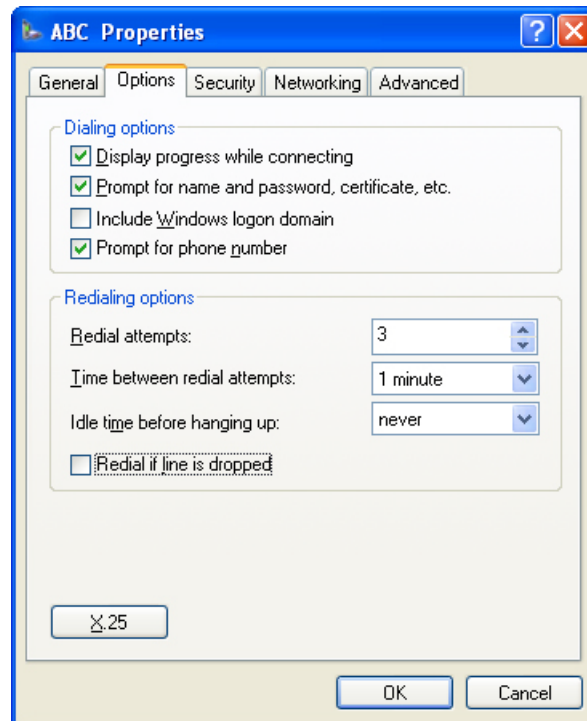 ABC Properties
General Options Security Networking Advanced
Dialing options
Display progress while connecting
Prompt for name and password, certificate, etc.
Include Windows logon domain
Prompt for phone number
Redialing options
Redial attempts: 3
Time between redial attempts: 1 minute
Idle time before hanging up: never
Redial if line is dropped
X.25
OK Cancel